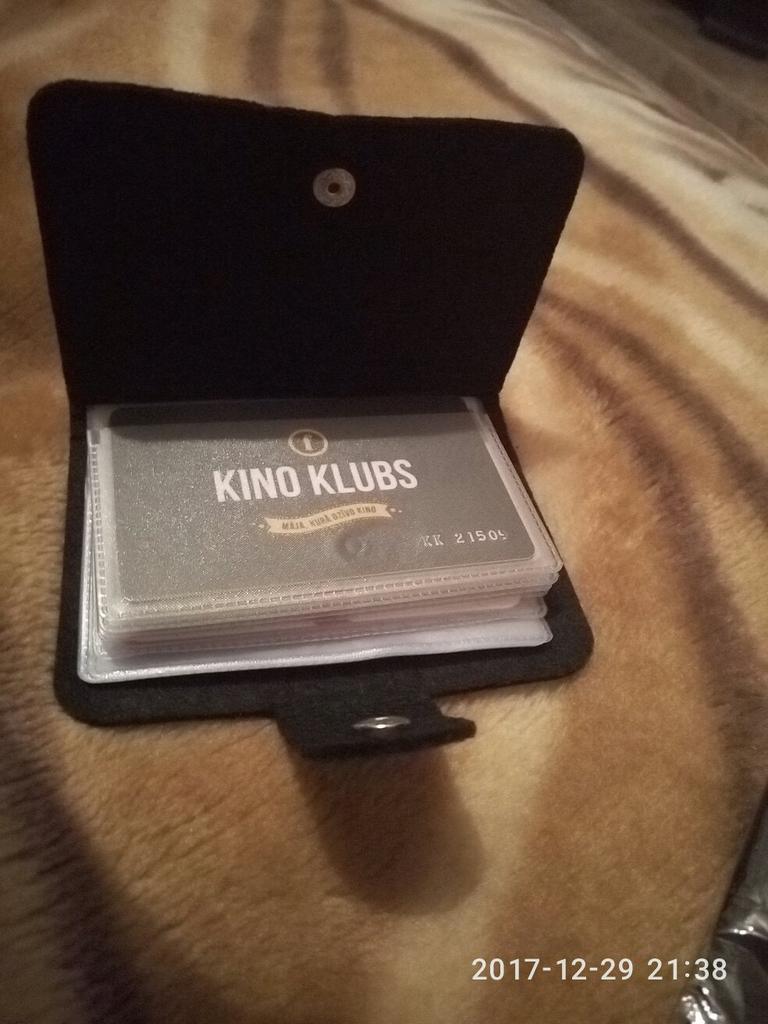 KINO KLUBS
MĀJA, KURĀ DZĪVO KINO
KK 21509
2017-12-29 21:38